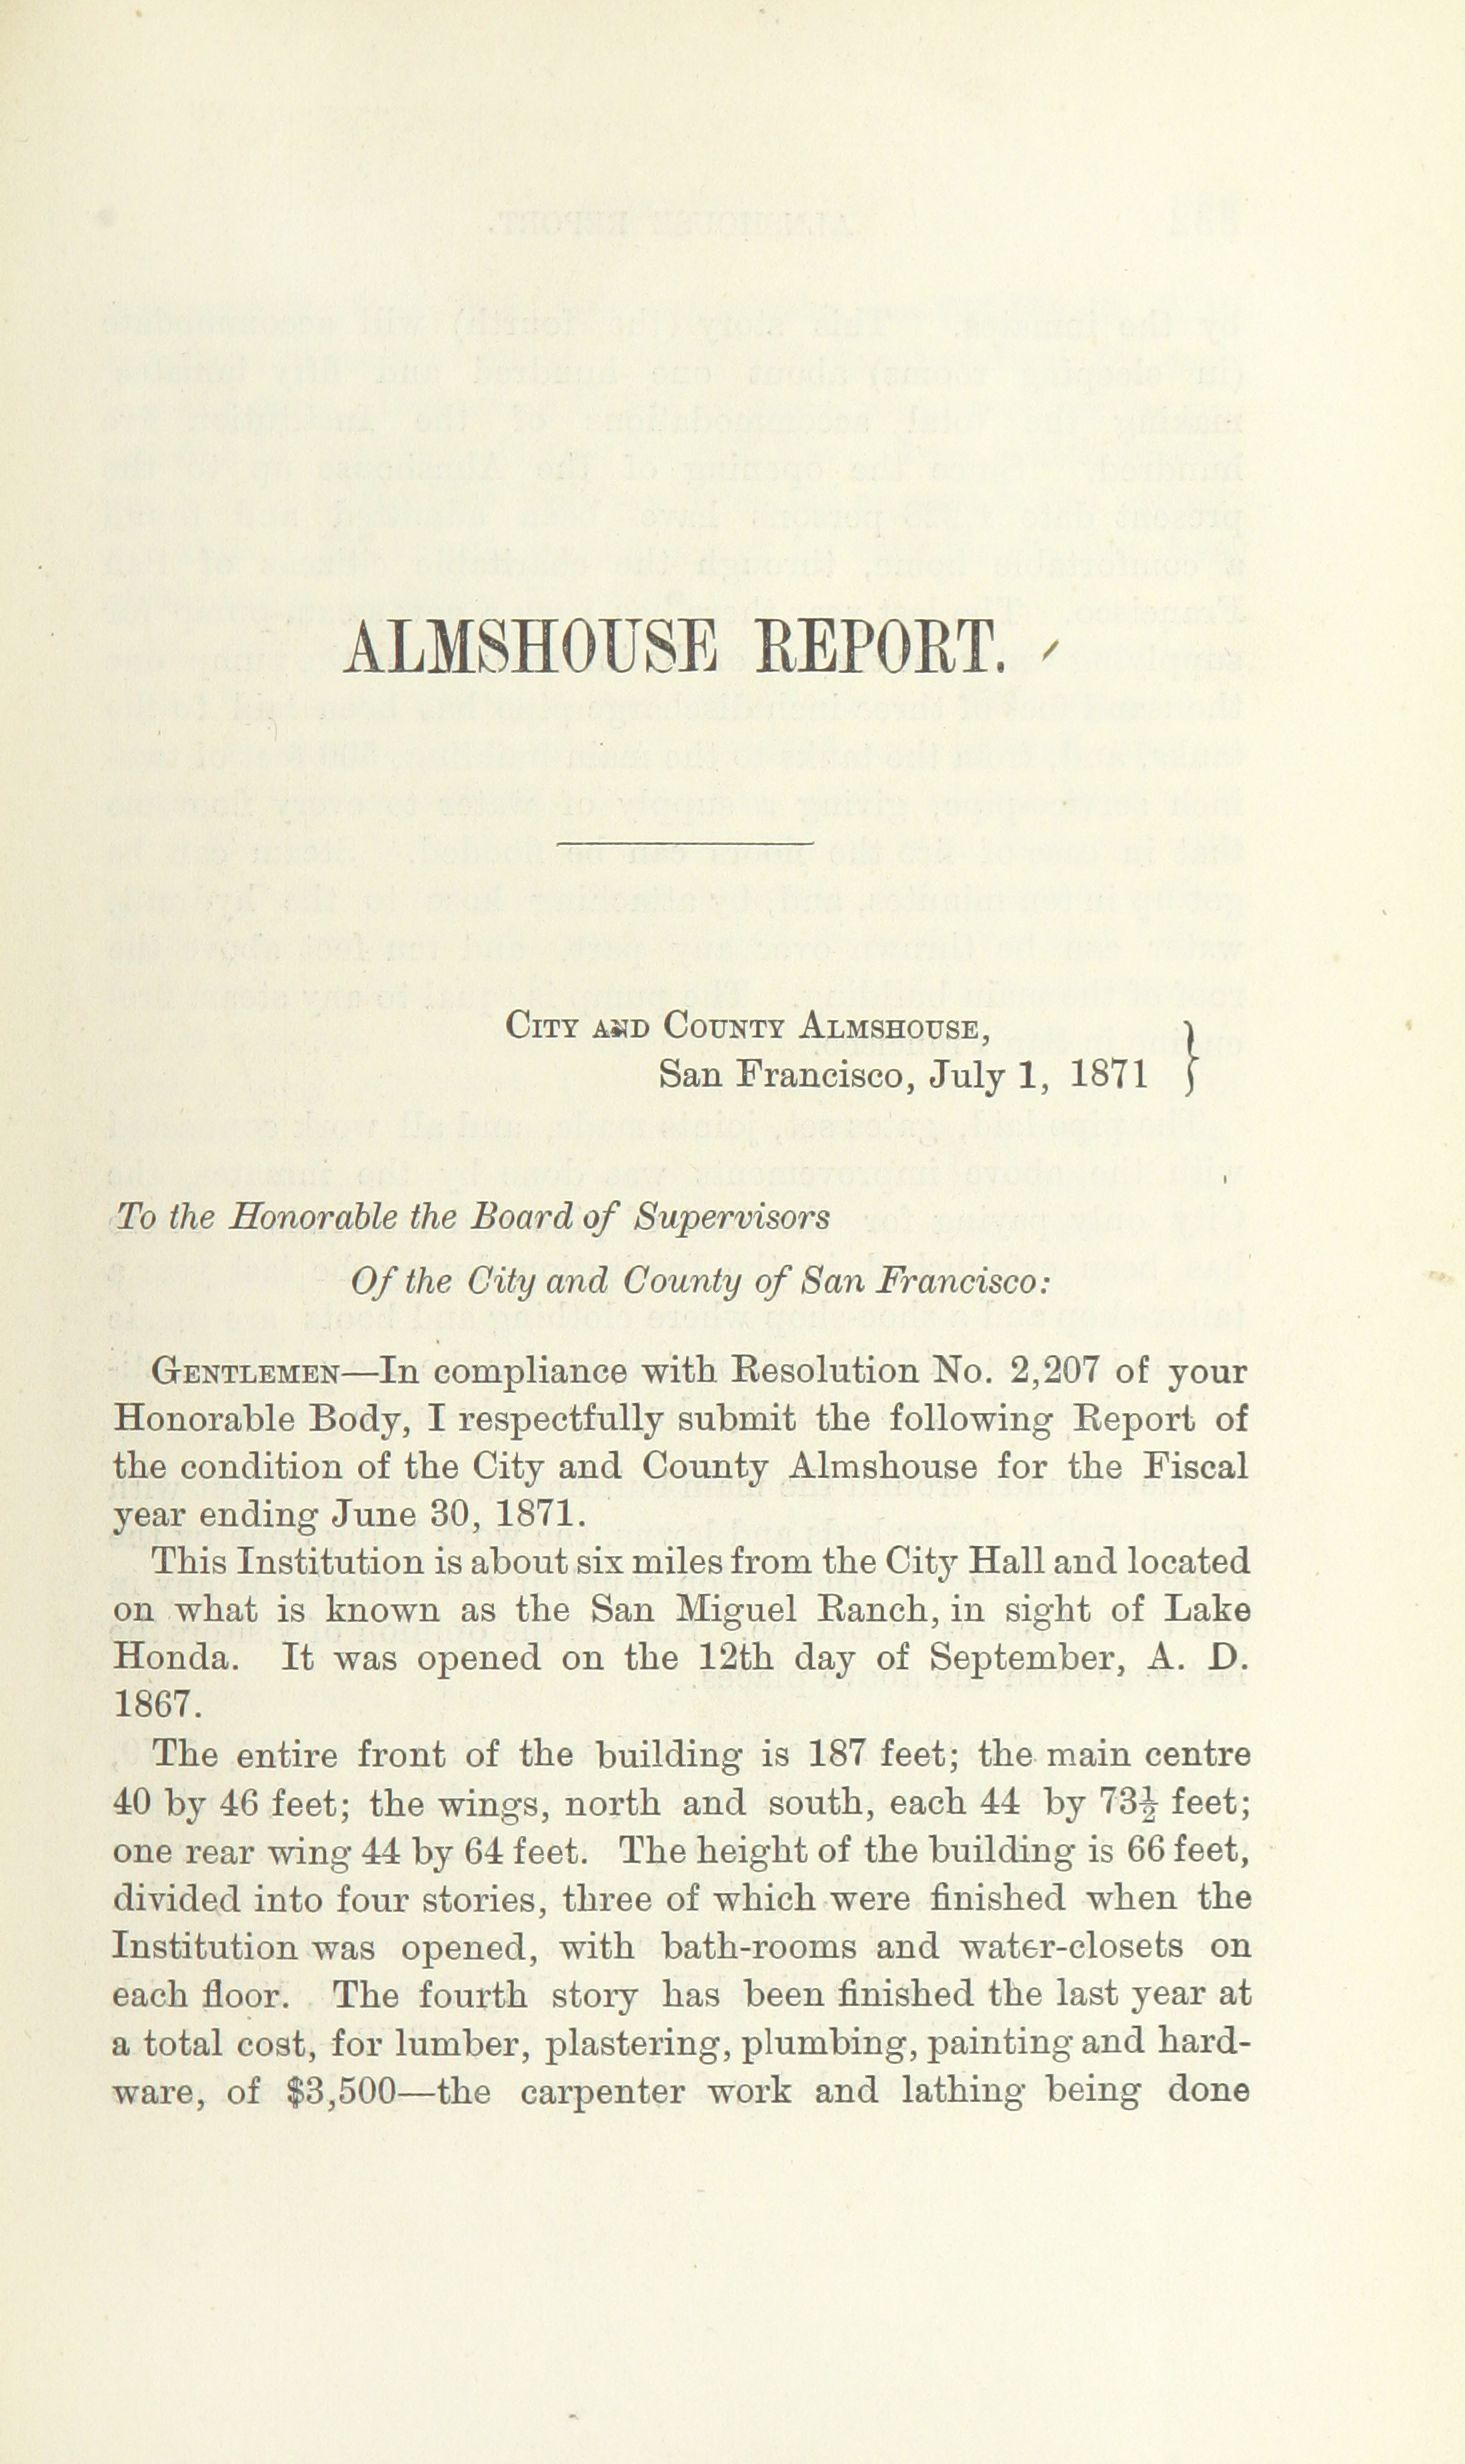 ALMSHOUSE REPORT.
CITY AND COUNTY ALMSHOUSE,
San Francisco, July 1, 1871 }
To the Honorable the Board of Supervisors
Of the City and County of San Francisco:
GENTLEMEN—In compliance with Resolution No. 2,207 of your
Honorable Body, I respectfully submit the following Report of
the condition of the City and County Almshouse for the Fiscal
year ending June 30, 1871.
This Institution is about six miles from the City Hall and located
on what is known as the San Miguel Ranch, in sight of Lake
Honda. It was opened on the 12th day of September, A. D.
1867.
The entire front of the building is 187 feet; the main centre
40 by 46 feet; the wings, north and south, each 44 by 73½ feet;
one rear wing 44 by 64 feet. The height of the building is 66 feet,
divided into four stories, three of which were finished when the
Institution was opened, with bath-rooms and water-closets on
each floor. The fourth story has been finished the last year at
a total cost, for lumber, plastering, plumbing, painting and hard-
ware, of $3,500—the carpenter work and lathing being done